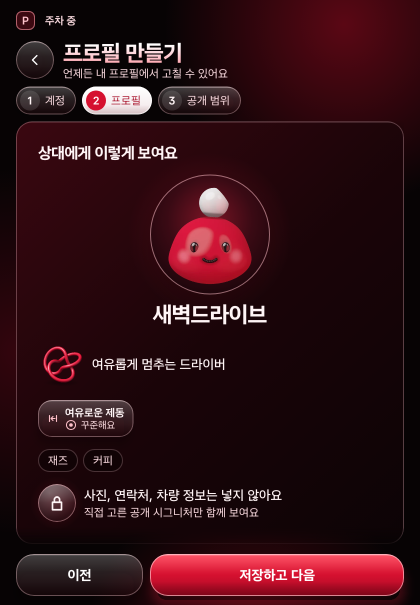 P 주차 중
프로필 만들기
언제든 내 프로필에서 고칠 수 있어요
1 계정 2 프로필 3 공개 범위
상대에게 이렇게 보여요
새벽드라이브
여유롭게 멈추는 드라이버
여유로운 제동
꾸준해요
재즈 커피
사진, 연락처, 차량 정보는 넣지 않아요
직접 고른 공개 시그니처만 함께 보여요
이전 저장하고 다음